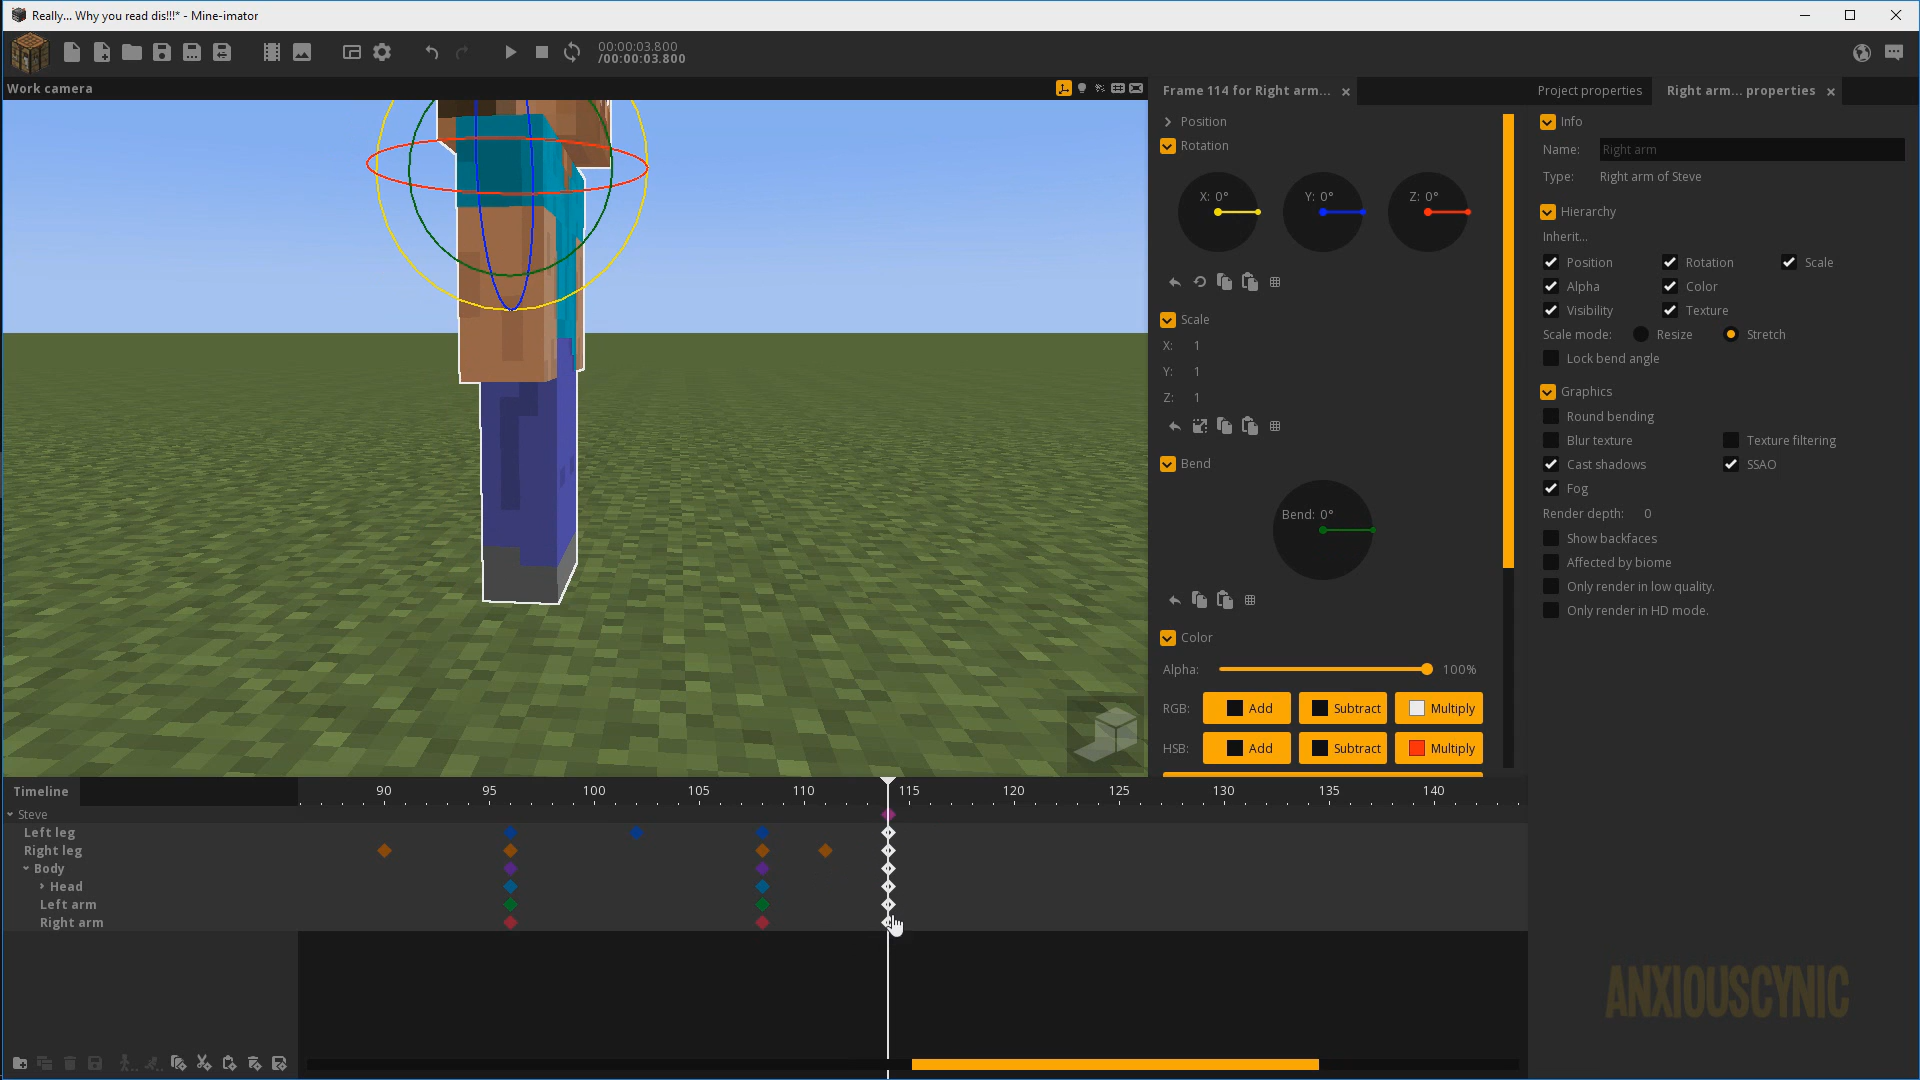 Really... Why you read dis!!!* - Mine-imator
00:00:03.800
/00:00:03.800
Work camera
Frame 114 for Right arm...
Position
Rotation
X: 0°
Y: 0°
Z: 0°
Scale
X: 1
Y: 1
Z: 1
Bend
Bend: 0°
Color
Alpha: 100%
RGB: Add Subtract Multiply
HSB: Add Subtract Multiply
Project properties
Right arm... properties
Info
Name: Right arm
Type: Right arm of Steve
Hierarchy
Inherit...
Position Rotation Scale
Alpha Color
Visibility Texture
Scale mode: Resize Stretch
Lock bend angle
Graphics
Round bending
Blur texture Texture filtering
Cast shadows SSAO
Fog
Render depth: 0
Show backfaces
Affected by biome
Only render in low quality.
Only render in HD mode.
Timeline
90 95 100 105 110 115 120 125 130 135 140
Steve
Left leg
Right leg
Body
Head
Left arm
Right arm
ANXIOUSCYNIC